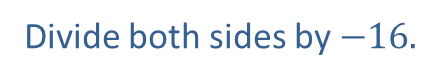 Divide both sides by −16.